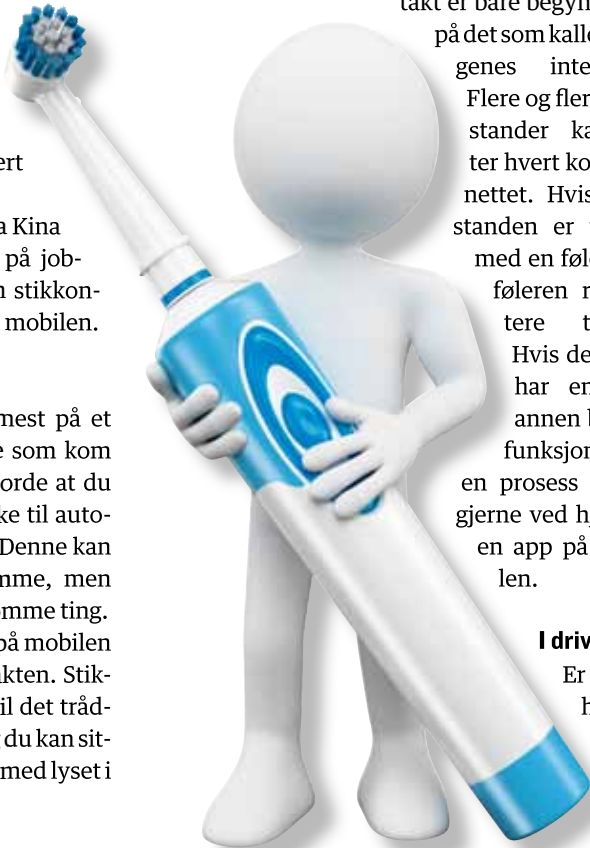 ert
a Kina
på job-
stikkon-
mobilen.
mest på et
e som kom
orde at du
ke til auto-
Denne kan
mme, men
omme ting.
på mobilen
akten. Stik-
il det tråd-
du kan sit-
med lyset i
takt er bare begyn
på det som kalle
genes inte
Flere og fler
stander ka
ter hvert ko
nettet. Hvis
standen er
med en føle
føleren r
tere t
Hvis de
har en
annen b
funksjon
en prosess
gjerne ved hj
en app på
len.
I driv
Er
h